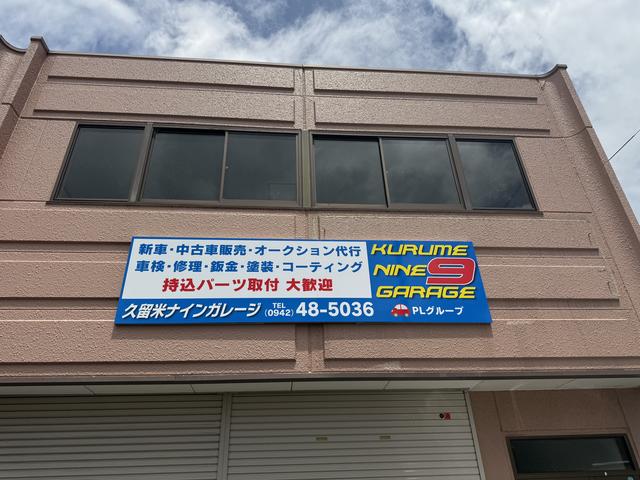 新車・中古車販売・オークション代行
車検・修理・鈑金・塗装・コーティング
持込パーツ取付 大歓迎
久留米ナインガレージ TEL (0942) 48-5036
KURUME
NINE 9
GARAGE
PLグループ